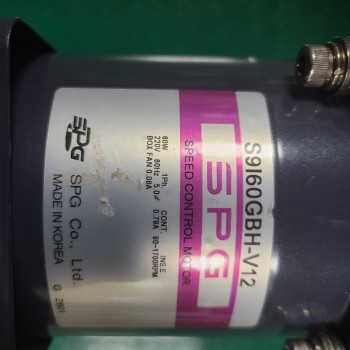 S9I60GBH-V12
SPG
SPEED CONTROL MOTOR
60W 1Ph. CONT. INS.E
220V 60Hz 5.0㎌ 0.79A 90~1700RPM
BOX FAN 0.08A
SPG
SPG Co., Ltd.
MADE IN KOREA
G